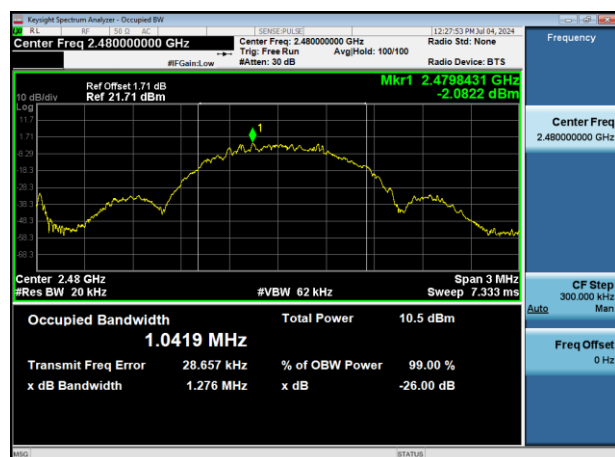 Keysight Spectrum Analyzer - Occupied BW
RL RF 50 Ω AC SENSE:PULSE 12:27:53 PM Jul 04, 2024
Center Freq 2.480000000 GHz Center Freq: 2.480000000 GHz Radio Std: None Frequency
Trig: Free Run Avg|Hold: 100/100
#IFGain:Low #Atten: 30 dB Radio Device: BTS
Mkr1 2.4798431 GHz
Ref Offset 1.71 dB
10 dB/div Ref 21.71 dBm -2.0822 dBm
Log
11.7
1.71
-8.29
-18.3
-28.3
-38.3
-48.3
-58.3
-68.3
1
Center 2.48 GHz Span 3 MHz
#Res BW 20 kHz #VBW 62 kHz Sweep 7.333 ms
Occupied Bandwidth Total Power 10.5 dBm
1.0419 MHz
Transmit Freq Error 28.657 kHz % of OBW Power 99.00 %
x dB Bandwidth 1.276 MHz x dB -26.00 dB
Center Freq
2.480000000 GHz
CF Step
300.000 kHz
Auto Man
Freq Offset
0 Hz
MSG STATUS